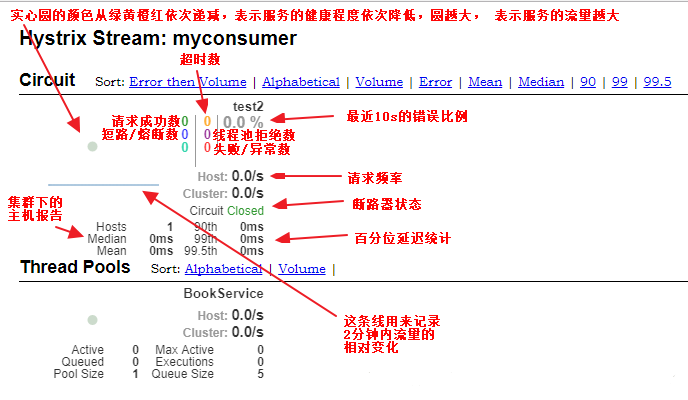 实心圆的颜色从绿黄橙红依次递减，表示服务的健康程度依次降低，圆越大， 表示服务的流量越大
Hystrix Stream: myconsumer
超时数
Circuit Sort: Error then Volume | Alphabetical | Volume | Error | Mean | Median | 90 | 99 | 99.5
test2
请求成功数 0 0 0.0 % 最近10s的错误比例
短路/熔断数 0 0 线程池拒绝数
0 0 失败/异常数
Host: 0.0/s 请求频率
Cluster: 0.0/s
集群下的
主机报告
Circuit Closed 断路器状态
Hosts 1 90th 0ms
Median 0ms 99th 0ms 百分位延迟统计
Mean 0ms 99.5th 0ms
Thread Pools Sort: Alphabetical | Volume |
BookService
Host: 0.0/s
Cluster: 0.0/s
这条线用来记录
2分钟内流量的
相对变化
Active 0 Max Active 0
Queued 0 Executions 0
Pool Size 1 Queue Size 5